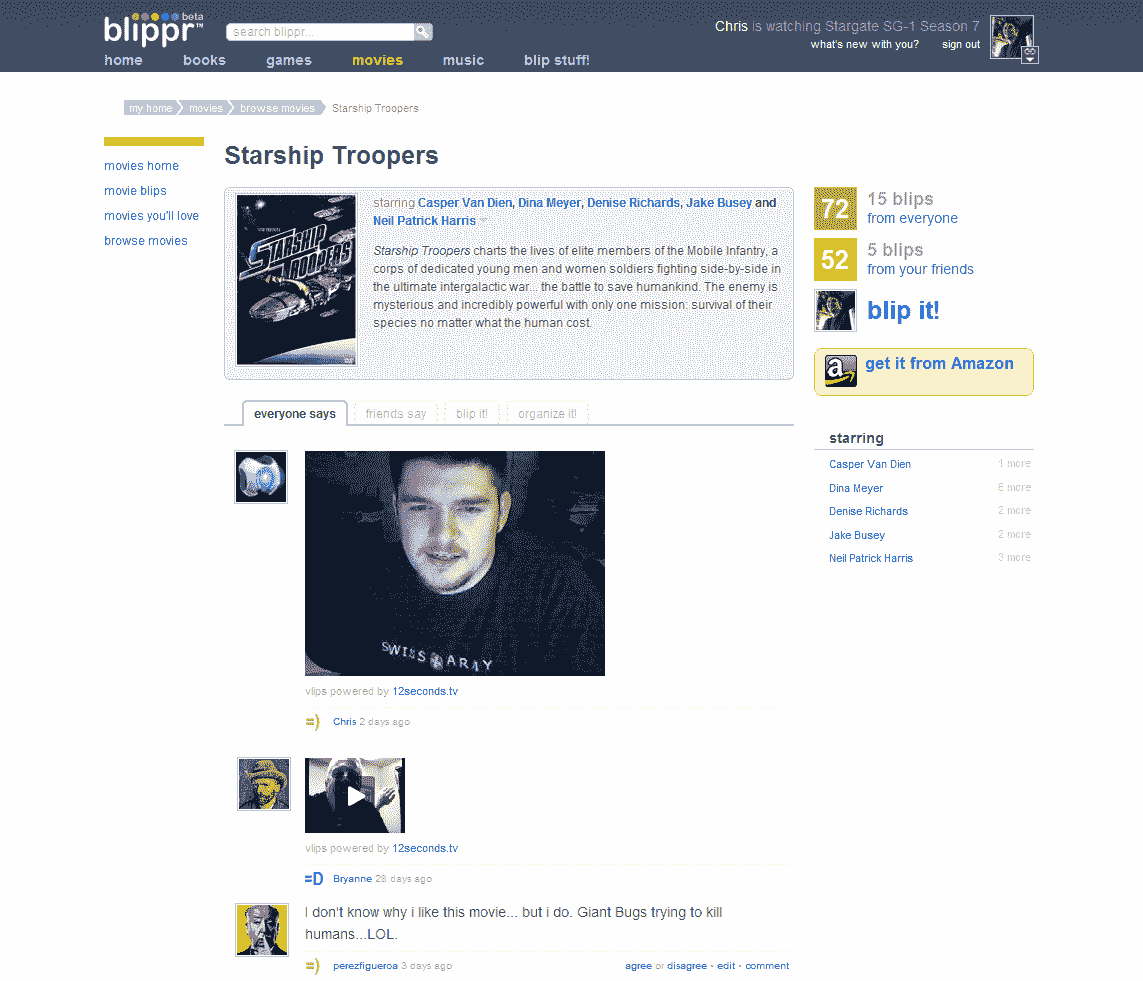 beta
blippr™
search blippr...
Chris is watching Stargate SG-1 Season 7
what's new with you? sign out
home books games movies music blip stuff!
my home movies browse movies Starship Troopers
movies home
movie blips
movies you'll love
browse movies
Starship Troopers
STARSHIP
TROOPERS
starring Casper Van Dien, Dina Meyer, Denise Richards, Jake Busey and
Neil Patrick Harris
Starship Troopers charts the lives of elite members of the Mobile Infantry, a
corps of dedicated young men and women soldiers fighting side-by-side in
the ultimate intergalactic war... the battle to save humankind. The enemy is
mysterious and incredibly powerful with only one mission: survival of their
species no matter what the human cost.
72 15 blips
from everyone
52 5 blips
from your friends
blip it!
a get it from Amazon
everyone says friends say blip it! organize it!
SWISS ARMY
vlips powered by 12seconds.tv
=) Chris 2 days ago
vlips powered by 12seconds.tv
=D Bryanne 28 days ago
I don't know why i like this movie... but i do. Giant Bugs trying to kill
humans...LOL.
=) perezfigueroa 3 days ago agree or disagree · edit · comment
starring
Casper Van Dien 1 more
Dina Meyer 6 more
Denise Richards 2 more
Jake Busey 2 more
Neil Patrick Harris 3 more